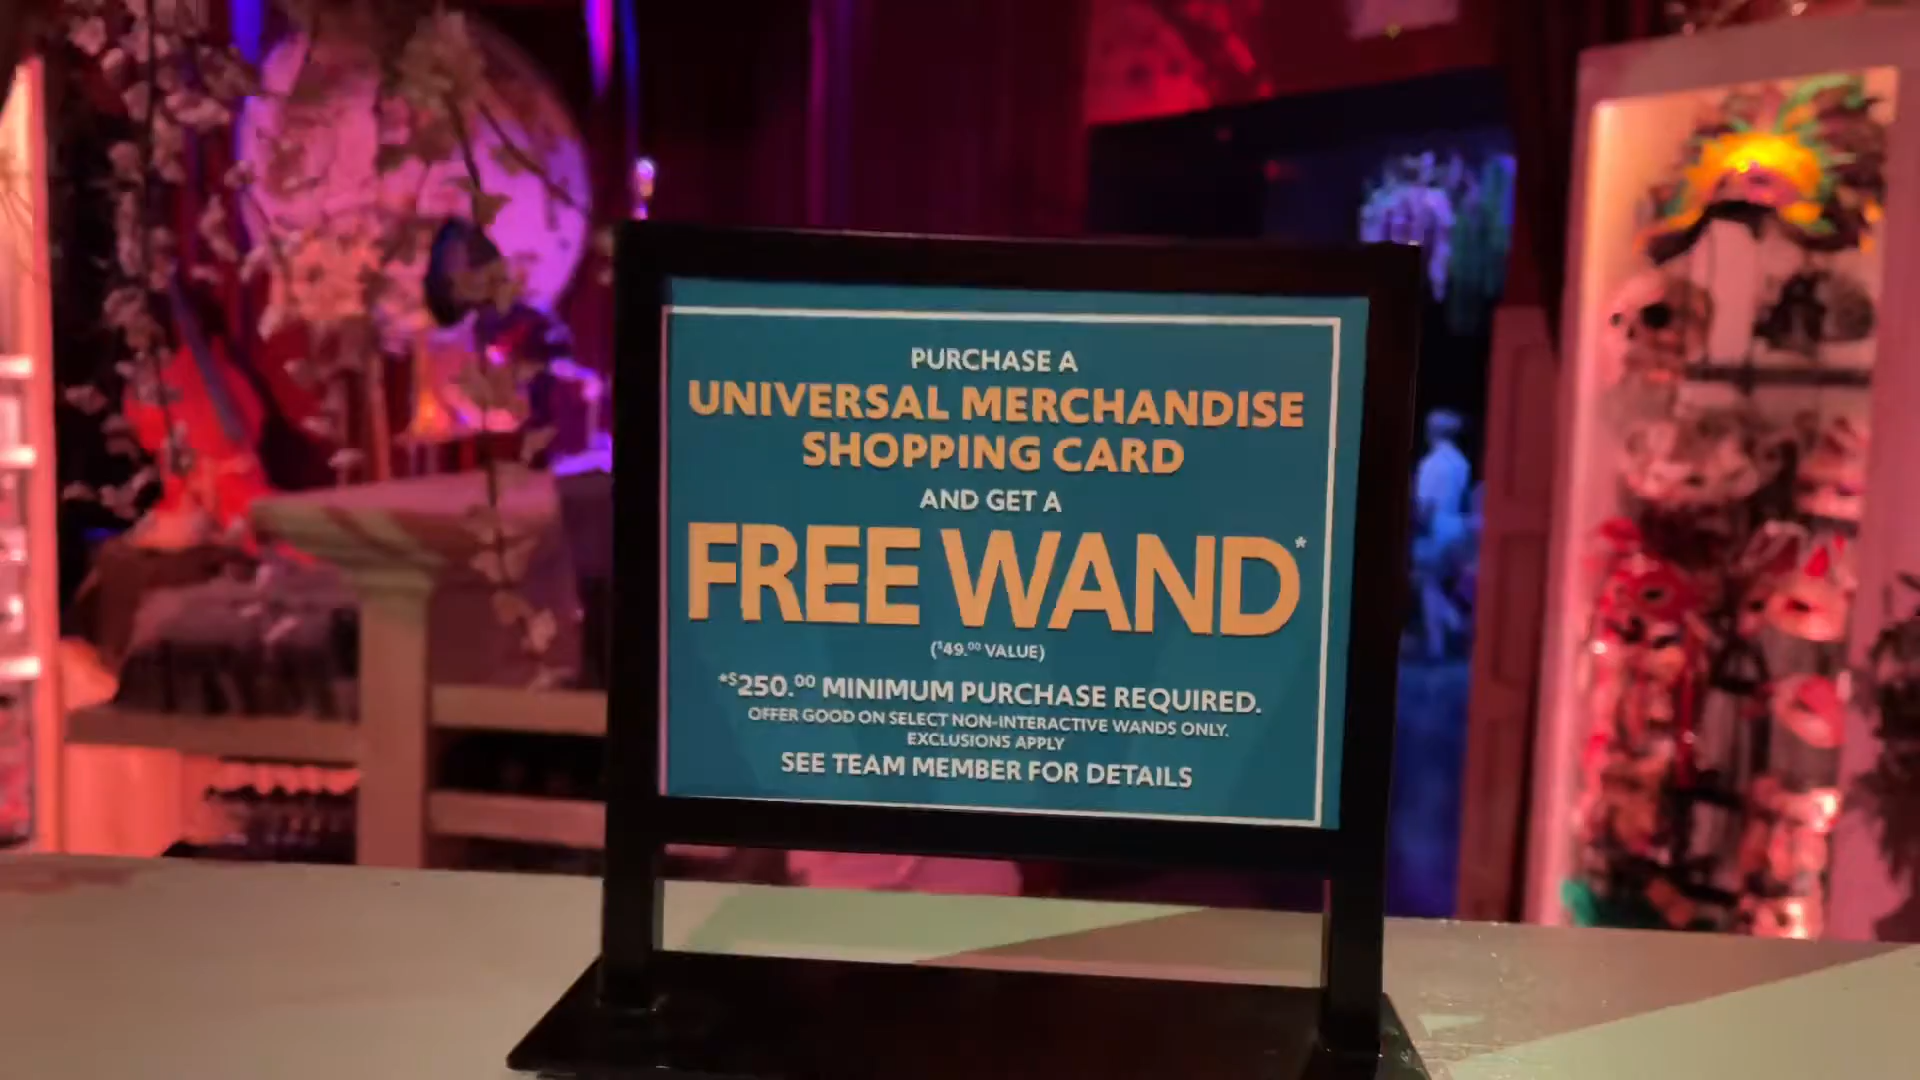 PURCHASE A
UNIVERSAL MERCHANDISE
SHOPPING CARD
AND GET A
FREE WAND*
($49.00 VALUE)
*$250.00 MINIMUM PURCHASE REQUIRED.
OFFER GOOD ON SELECT NON-INTERACTIVE WANDS ONLY.
EXCLUSIONS APPLY
SEE TEAM MEMBER FOR DETAILS